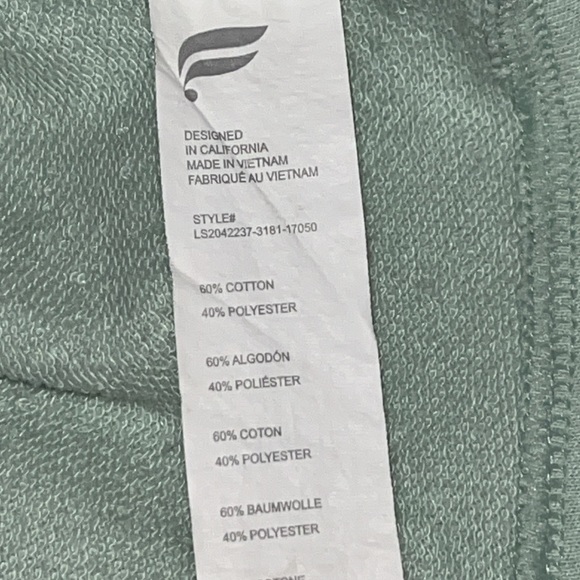 DESIGNED
IN CALIFORNIA
MADE IN VIETNAM
FABRIQUÉ AU VIETNAM
STYLE#
LS2042237-3181-17050
60% COTTON
40% POLYESTER
60% ALGODÓN
40% POLIÉSTER
60% COTON
40% POLYESTER
60% BAUMWOLLE
40% POLYESTER